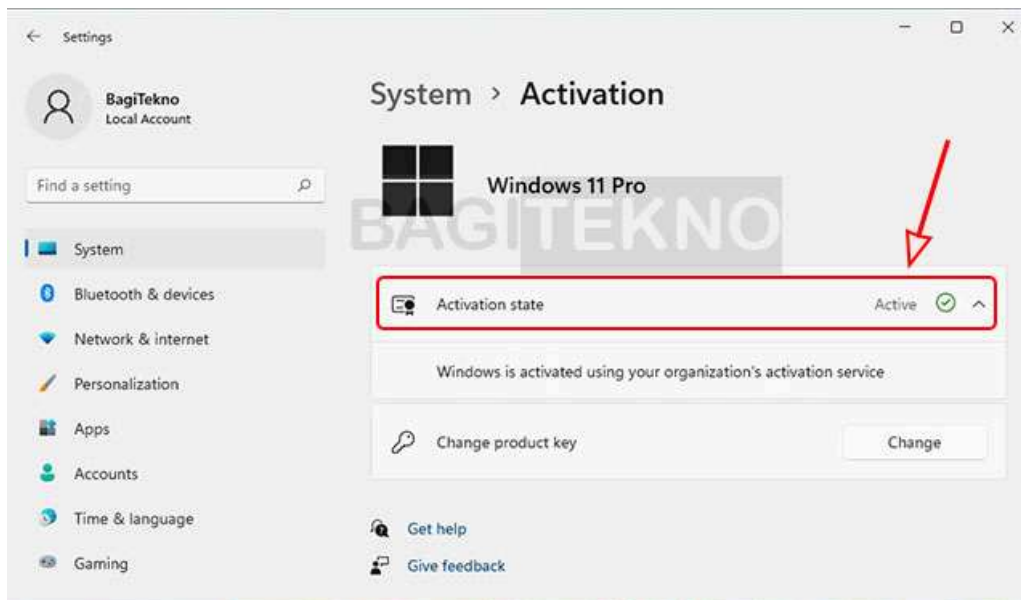 Settings
BagiTekno
Local Account
Find a setting
System
Bluetooth & devices
Network & internet
Personalization
Apps
Accounts
Time & language
Gaming
System > Activation
Windows 11 Pro
BAGITEKNO
Activation state Active
Windows is activated using your organization's activation service
Change product key Change
Get help
Give feedback